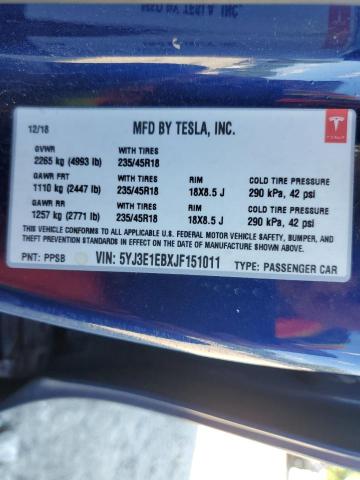 MFD BY TESLA, INC.
12/18 MFD BY TESLA, INC.
TESLA
GVWR WITH TIRES
2265 kg (4993 lb) 235/45R18
GAWR FRT WITH TIRES RIM COLD TIRE PRESSURE
1110 kg (2447 lb) 235/45R18 18X8.5 J 290 kPa, 42 psi
GAWR RR WITH TIRES RIM COLD TIRE PRESSURE
1257 kg (2771 lb) 235/45R18 18X8.5 J 290 kPa, 42 psi
THIS VEHICLE CONFORMS TO ALL APPLICABLE U.S. FEDERAL MOTOR VEHICLE SAFETY, BUMPER, AND
THEFT PREVENTION STANDARDS IN EFFECT ON THE DATE OF MANUFACTURE SHOWN ABOVE.
PNT: PPSB VIN: 5YJ3E1EBXJF151011 TYPE: PASSENGER CAR